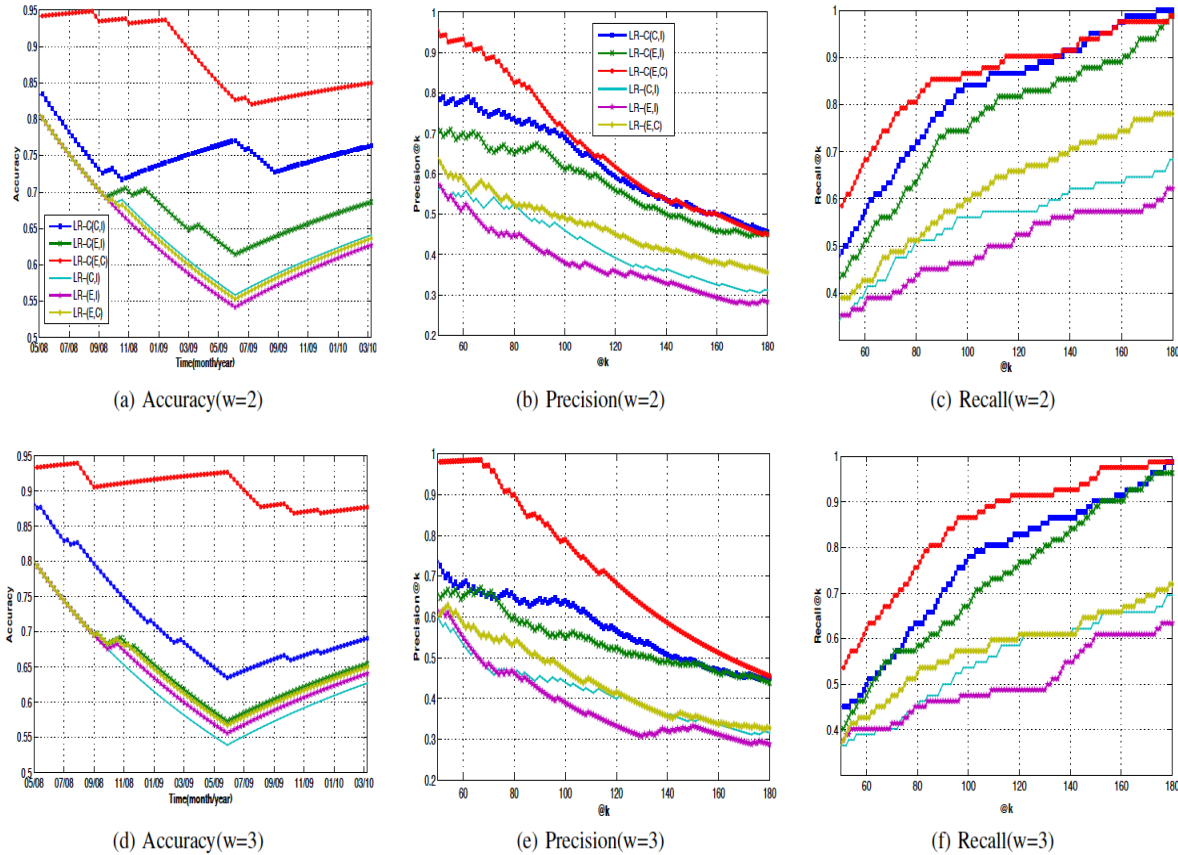 0.95
0.9
0.85
0.8
0.75
0.7
0.65
0.6
0.55
0.5
Accuracy
LR-C(C,I)
LR-C(E,I)
LR-C(E,C)
LR-(C,I)
LR-(E,I)
LR-(E,C)
05/08 07/08 09/08 11/08 01/09 03/09 05/09 07/09 09/09 11/09 01/10 03/10
Time(month/year)
(a) Accuracy(w=2)
1
0.9
0.8
0.7
0.6
0.5
0.4
0.3
0.2
Precision@k
LR-C(C,I)
LR-C(E,I)
LR-C(E,C)
LR-(C,I)
LR-(E,I)
LR-(E,C)
60 80 100 120 140 160 180
@k
(b) Precision(w=2)
1
0.9
0.8
0.7
0.6
0.5
0.4
Recall@k
60 80 100 120 140 160 180
@k
(c) Recall(w=2)
0.95
0.9
0.85
0.8
0.75
0.7
0.65
0.6
0.55
0.5
Accuracy
05/08 07/08 09/08 11/08 01/09 03/09 05/09 07/09 09/09 11/09 01/10 03/10
Time(month/year)
(d) Accuracy(w=3)
1
0.9
0.8
0.7
0.6
0.5
0.4
0.3
0.2
Precision@k
60 80 100 120 140 160 180
@k
(e) Precision(w=3)
1
0.9
0.8
0.7
0.6
0.5
0.4
Recall@k
60 80 100 120 140 160 180
@k
(f) Recall(w=3)